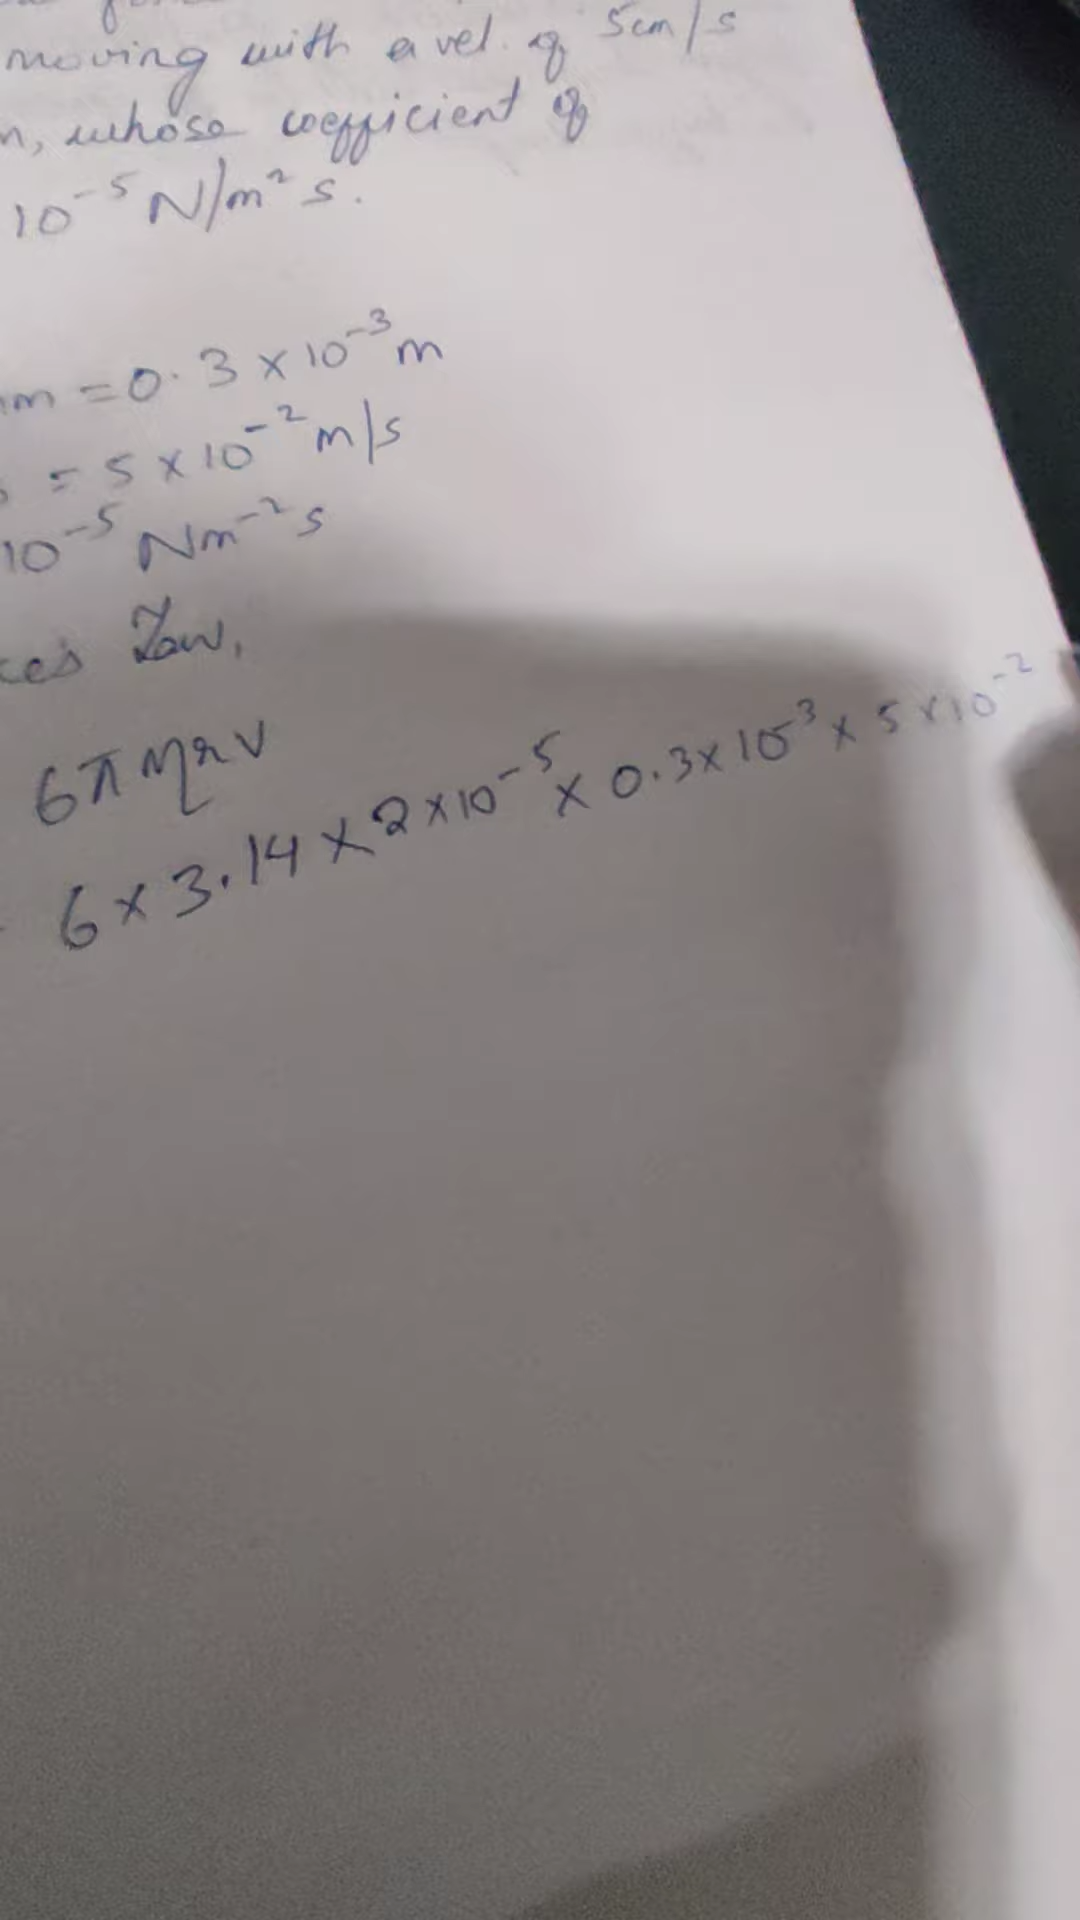 moving with a vel. of 5cm/s
n, whose coefficient of
10⁻⁵ N/m² s.
m = 0.3 × 10⁻³ m
s = 5 × 10⁻² m/s
10⁻⁵ Nm⁻² s
kes Law,
6πηrv
6 × 3.14 × 2 × 10⁻⁵ × 0.3 × 10⁻³ × 5 × 10⁻²